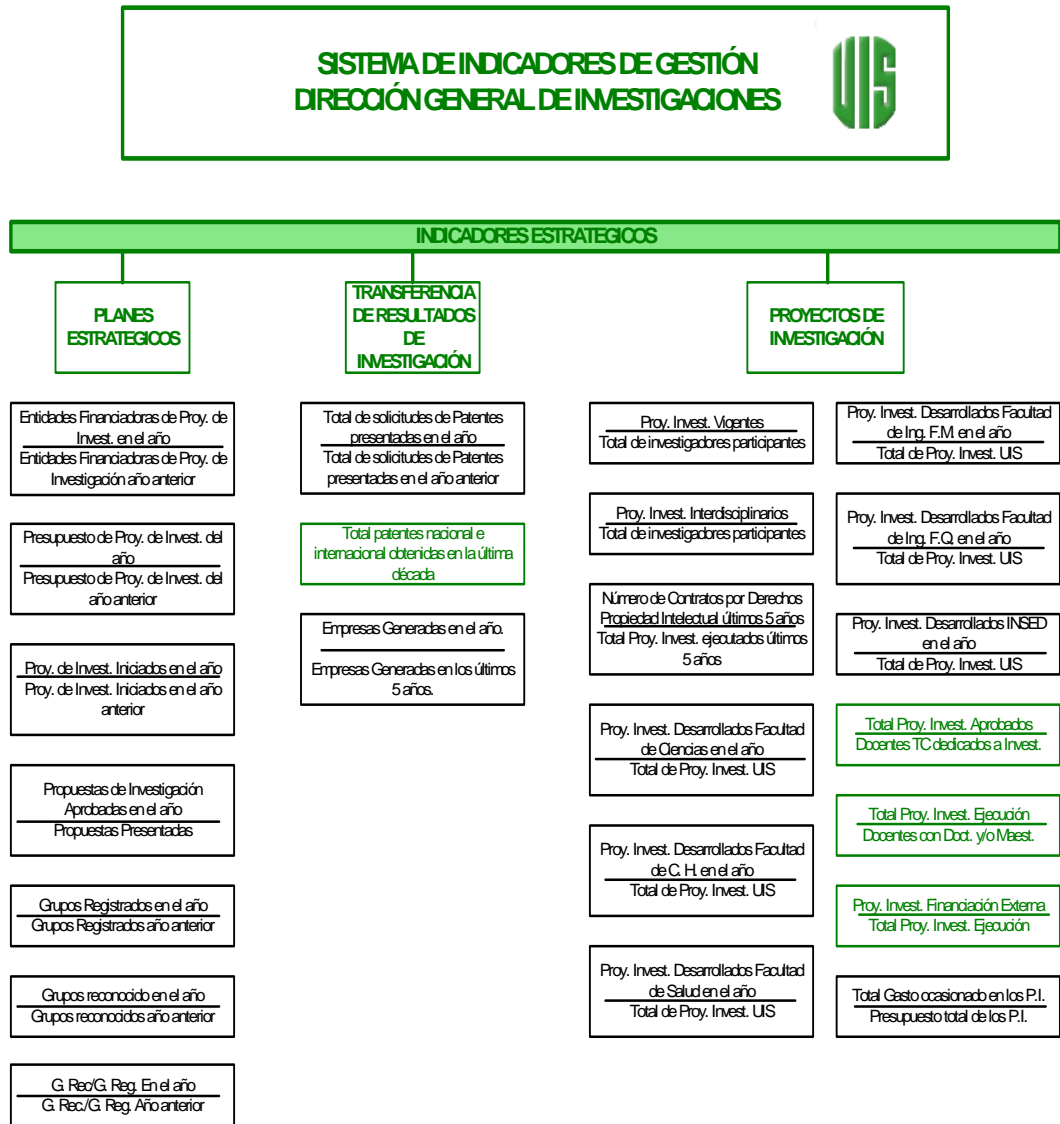 SISTEMA DE INDICADORES DE GESTIÓN
DIRECCIÓN GENERAL DE INVESTIGACIONES
UIS
INDICADORES ESTRATEGICOS
PLANES
ESTRATEGICOS
Entidades Financiadoras de Proy. de
Invest. en el año
Entidades Financiadoras de Proy. de
Investigación año anterior
Presupuesto de Proy. de Invest. del
año
Presupuesto de Proy. de Invest. del
año anterior
Proy. de Invest. Iniciados en el año
Proy. de Invest. Iniciados en el año
anterior
Propuestas de Investigación
Aprobadas en el año
Propuestas Presentadas
Grupos Registrados en el año
Grupos Registrados año anterior
Grupos reconocido en el año
Grupos reconocidos año anterior
G. Rec/G. Reg. En el año
G. Rec./G. Reg. Año anterior
TRANSFERENCIA
DE RESULTADOS
DE
INVESTIGACIÓN
Total de solicitudes de Patentes
presentadas en el año
Total de solicitudes de Patentes
presentadas en el año anterior
Total patentes nacional e
internacional obtenidas en la última
década
Empresas Generadas en el año.
Empresas Generadas en los últimos
5 años.
PROYECTOS DE
INVESTIGACIÓN
Proy. Invest. Vigentes
Total de investigadores participantes
Proy. Invest. Interdisciplinarios
Total de investigadores participantes
Número de Contratos por Derechos
Propiedad Intelectual últimos 5 años
Total Proy. Invest. ejecutados últimos
5 años
Proy. Invest. Desarrollados Facultad
de Ciencias en el año
Total de Proy. Invest. UIS
Proy. Invest. Desarrollados Facultad
de C. H. en el año
Total de Proy. Invest. UIS
Proy. Invest. Desarrollados Facultad
de Salud en el año
Total de Proy. Invest. UIS
Proy. Invest. Desarrollados Facultad
de Ing. F.M. en el año
Total de Proy. Invest. UIS
Proy. Invest. Desarrollados Facultad
de Ing. F.Q. en el año
Total de Proy. Invest. UIS
Proy. Invest. Desarrollados INSED
en el año
Total de Proy. Invest. UIS
Total Proy. Invest. Aprobados
Docentes TC dedicados a Invest.
Total Proy. Invest. Ejecución
Docentes con Doct. y/o Maest.
Proy. Invest. Financiación Externa
Total Proy. Invest. Ejecución
Total Gasto ocasionado en los P.I.
Presupuesto total de los P.I.